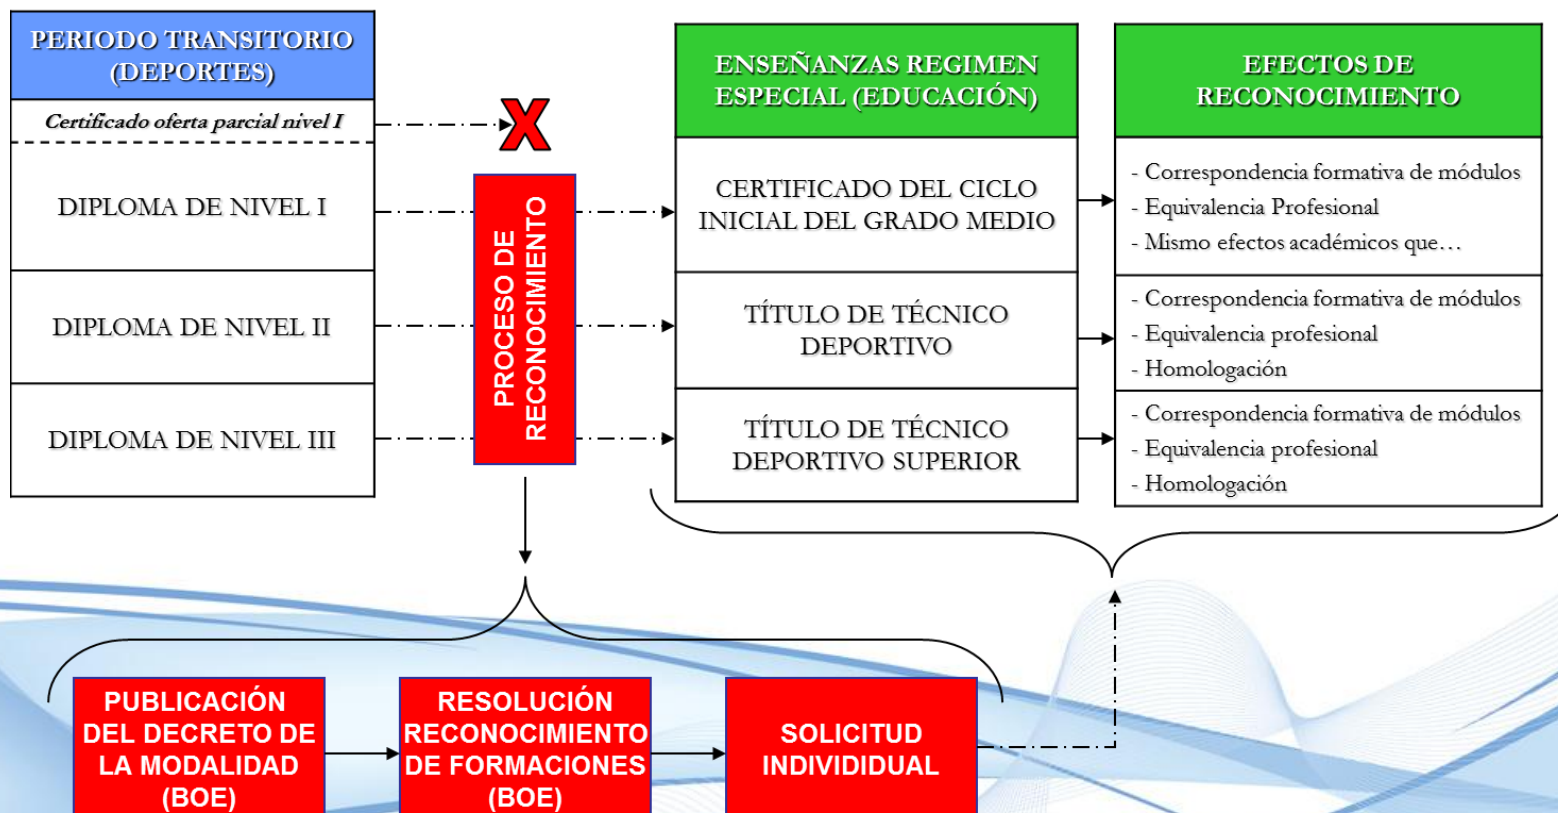 PERIODO TRANSITORIO
(DEPORTES)
Certificado oferta parcial nivel I
DIPLOMA DE NIVEL I
DIPLOMA DE NIVEL II
DIPLOMA DE NIVEL III
X
PROCESO DE
RECONOCIMIENTO
ENSEÑANZAS REGIMEN
ESPECIAL (EDUCACIÓN)
CERTIFICADO DEL CICLO
INICIAL DEL GRADO MEDIO
TÍTULO DE TÉCNICO
DEPORTIVO
TÍTULO DE TÉCNICO
DEPORTIVO SUPERIOR
EFECTOS DE
RECONOCIMIENTO
- Correspondencia formativa de módulos
- Equivalencia Profesional
- Mismo efectos académicos que…
- Correspondencia formativa de módulos
- Equivalencia profesional
- Homologación
- Correspondencia formativa de módulos
- Equivalencia profesional
- Homologación
PUBLICACIÓN
DEL DECRETO DE
LA MODALIDAD
(BOE)
RESOLUCIÓN
RECONOCIMIENTO
DE FORMACIONES
(BOE)
SOLICITUD
INDIVIDIDUAL